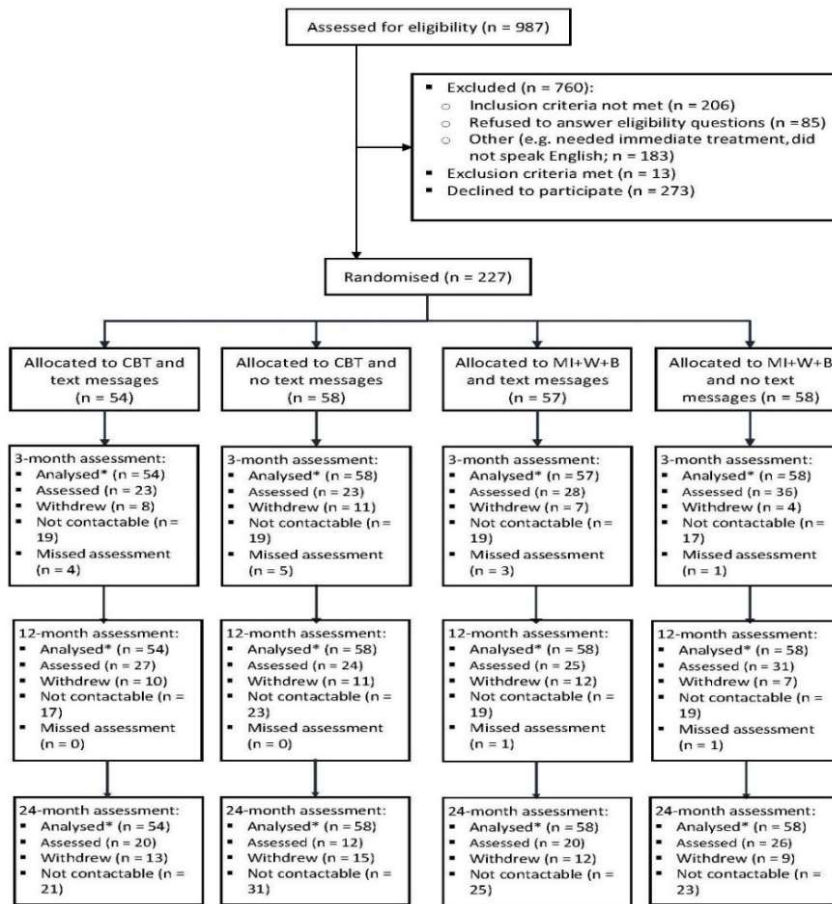 Assessed for eligibility (n = 987)
▪ Excluded (n = 760):
○ Inclusion criteria not met (n = 206)
○ Refused to answer eligibility questions (n =85)
○ Other (e.g. needed immediate treatment, did
not speak English; n = 183)
▪ Exclusion criteria met (n = 13)
▪ Declined to participate (n = 273)
Randomised (n = 227)
Allocated to CBT and
text messages
(n = 54)
Allocated to CBT and
no text messages
(n = 58)
Allocated to MI+W+B
and text messages
(n = 57)
Allocated to MI+W+B
and no text
messages (n = 58)
3-month assessment:
▪ Analysed* (n = 54)
▪ Assessed (n = 23)
▪ Withdrew (n = 8)
▪ Not contactable (n =
19)
▪ Missed assessment
(n = 4)
3-month assessment:
▪ Analysed* (n = 58)
▪ Assessed (n = 23)
▪ Withdrew (n = 11)
▪ Not contactable (n =
19)
▪ Missed assessment
(n = 5)
3-month assessment:
▪ Analysed* (n = 57)
▪ Assessed (n = 28)
▪ Withdrew (n = 7)
▪ Not contactable (n =
19)
▪ Missed assessment
(n = 3)
3-month assessment:
▪ Analysed* (n = 58)
▪ Assessed (n = 36)
▪ Withdrew (n = 4)
▪ Not contactable (n =
17)
▪ Missed assessment
(n = 1)
12-month assessment:
▪ Analysed* (n = 54)
▪ Assessed (n = 27)
▪ Withdrew (n = 10)
▪ Not contactable (n =
17)
▪ Missed assessment
(n = 0)
12-month assessment:
▪ Analysed* (n = 58)
▪ Assessed (n = 24)
▪ Withdrew (n = 11)
▪ Not contactable (n =
23)
▪ Missed assessment
(n = 0)
12-month assessment:
▪ Analysed* (n = 58)
▪ Assessed (n = 25)
▪ Withdrew (n = 12)
▪ Not contactable (n =
19)
▪ Missed assessment
(n = 1)
12-month assessment:
▪ Analysed* (n = 58)
▪ Assessed (n = 31)
▪ Withdrew (n = 7)
▪ Not contactable (n =
19)
▪ Missed assessment
(n = 1)
24-month assessment:
▪ Analysed* (n = 54)
▪ Assessed (n = 20)
▪ Withdrew (n = 13)
▪ Not contactable (n =
21)
24-month assessment:
▪ Analysed* (n = 58)
▪ Assessed (n = 12)
▪ Withdrew (n = 15)
▪ Not contactable (n =
31)
24-month assessment:
▪ Analysed* (n = 58)
▪ Assessed (n = 20)
▪ Withdrew (n = 12)
▪ Not contactable (n =
25)
24-month assessment:
▪ Analysed* (n = 58)
▪ Assessed (n = 26)
▪ Withdrew (n = 9)
▪ Not contactable (n =
23)